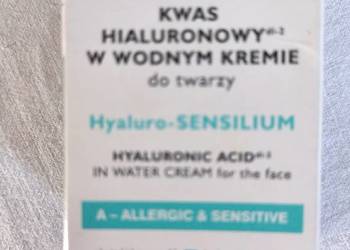 KWAS
HIALURONOWY
W WODNYM KREMIE
do twarzy
Hyaluro-SENSILIUM
HYALURONIC ACID
IN WATER CREAM for the face
A – ALLERGIC & SENSITIVE